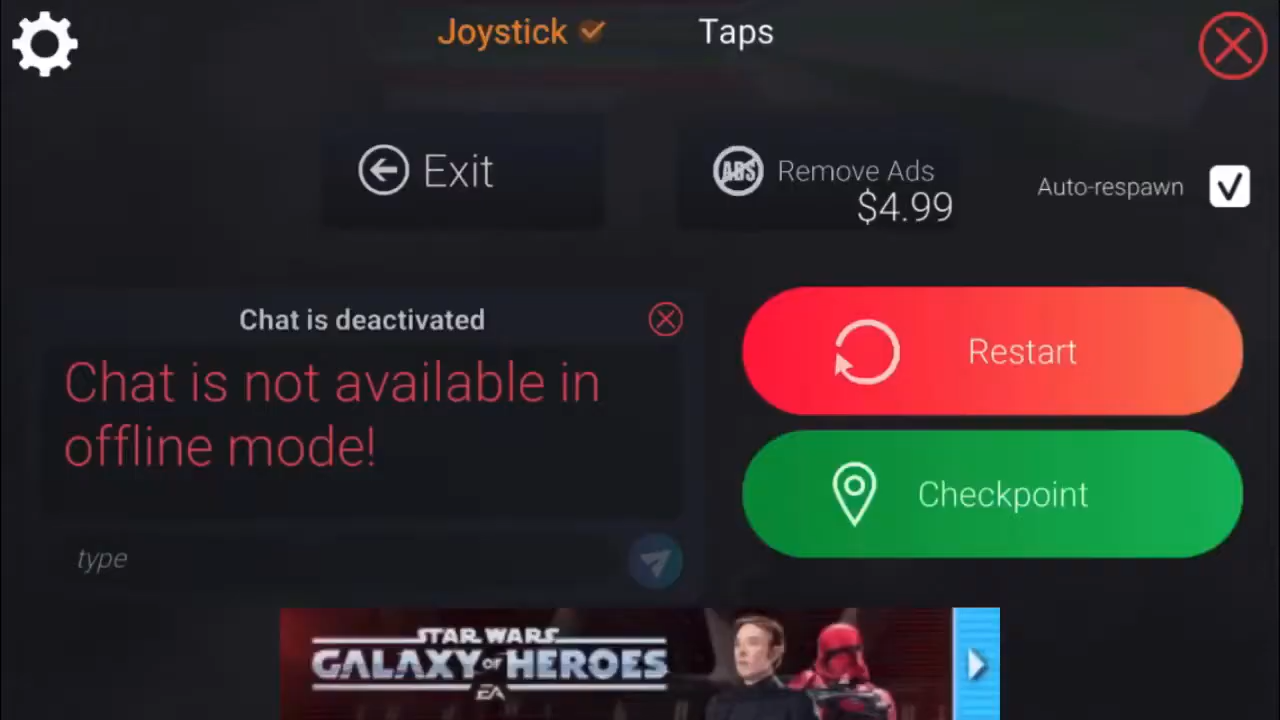 Joystick
Taps
Exit
ADS
Remove Ads
$4.99
Auto-respawn
Chat is deactivated
Chat is not available in
offline mode!
type
Restart
Checkpoint
STAR WARS
GALAXY OF HEROES
EA